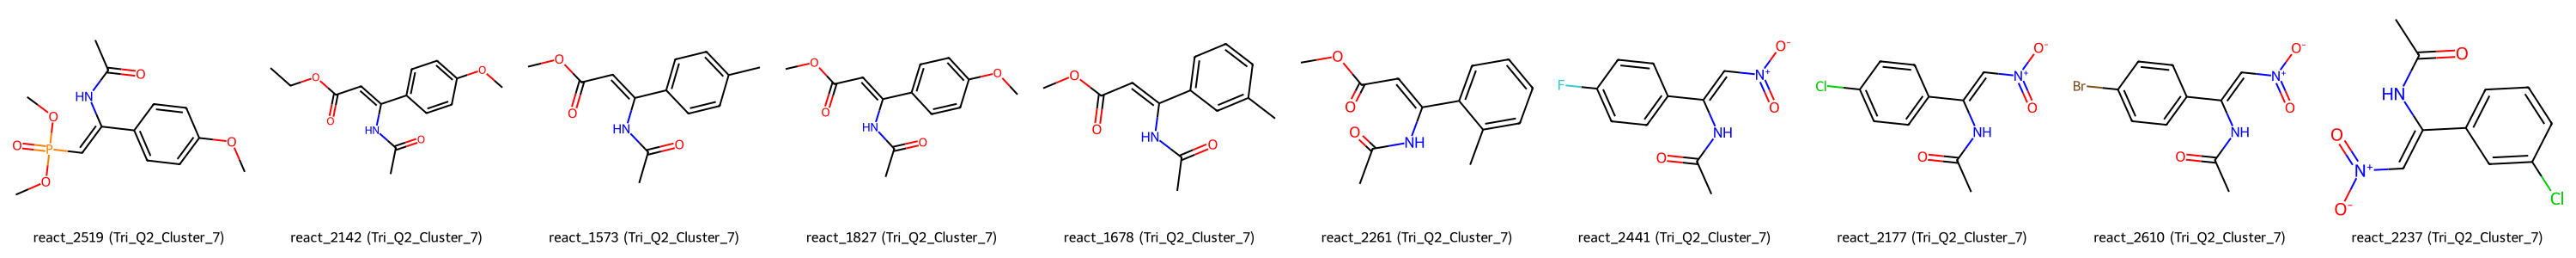 react_2519 (Tri_Q2_Cluster_7)
react_2142 (Tri_Q2_Cluster_7)
react_1573 (Tri_Q2_Cluster_7)
react_1827 (Tri_Q2_Cluster_7)
react_1678 (Tri_Q2_Cluster_7)
react_2261 (Tri_Q2_Cluster_7)
react_2441 (Tri_Q2_Cluster_7)
react_2177 (Tri_Q2_Cluster_7)
react_2610 (Tri_Q2_Cluster_7)
react_2237 (Tri_Q2_Cluster_7)